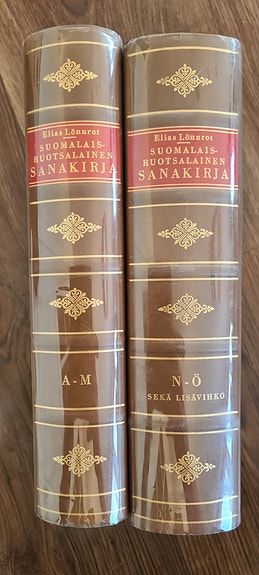 Elias Lönnrot
SUOMALAIS-
RUOTSALAINEN
SANAKIRJA
A-M
Elias Lönnrot
SUOMALAIS-
RUOTSALAINEN
SANAKIRJA
N-Ö
SEKÄ LISÄVIHKO